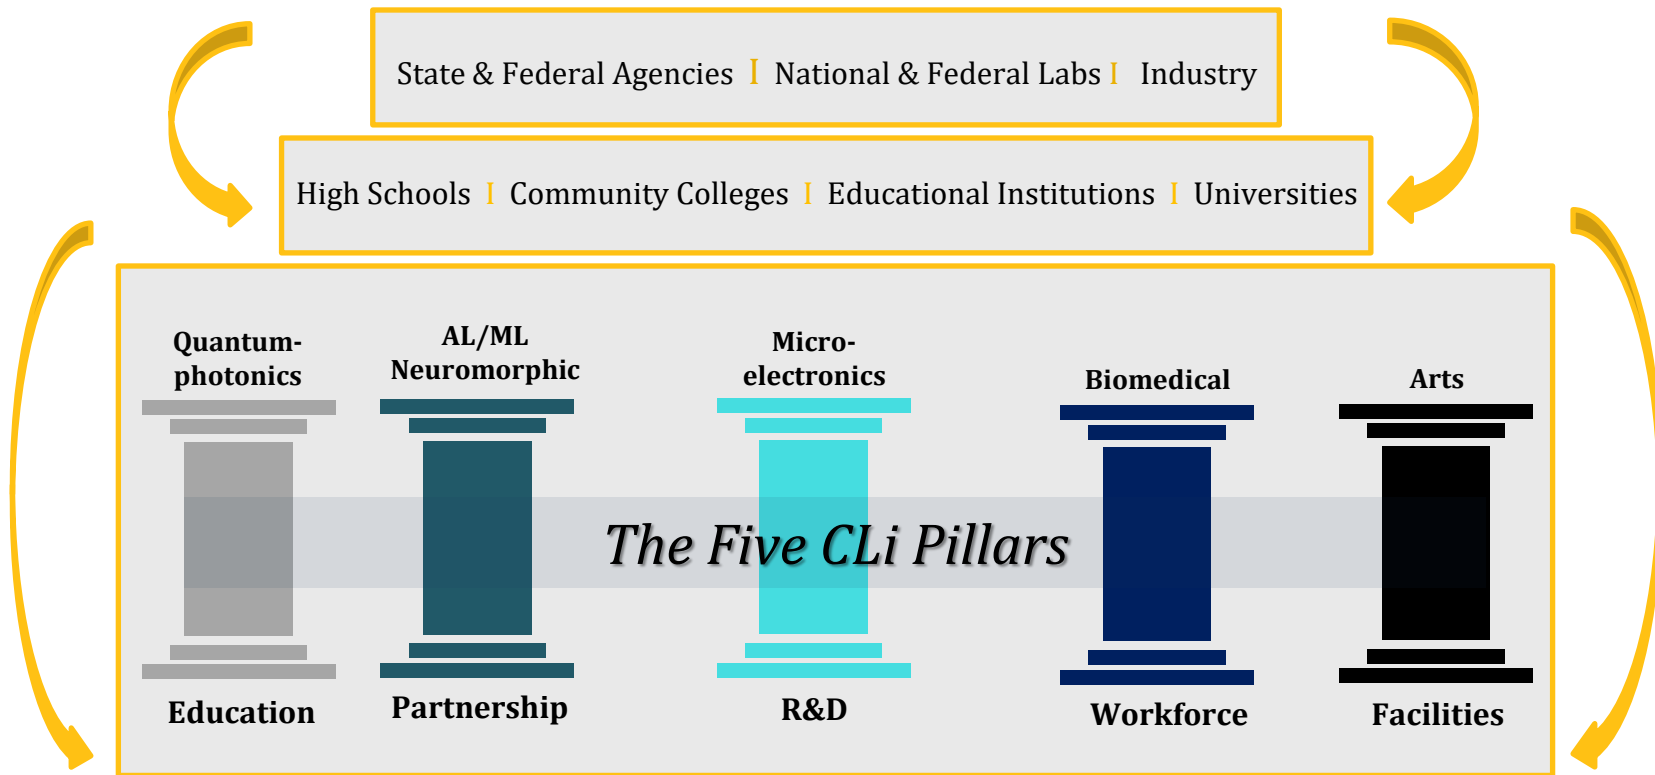 State & Federal Agencies I National & Federal Labs I Industry
High Schools I Community Colleges I Educational Institutions I Universities
Quantum-
photonics
AL/ML
Neuromorphic
Micro-
electronics
Biomedical
Arts
The Five CLi Pillars
Education
Partnership
R&D
Workforce
Facilities